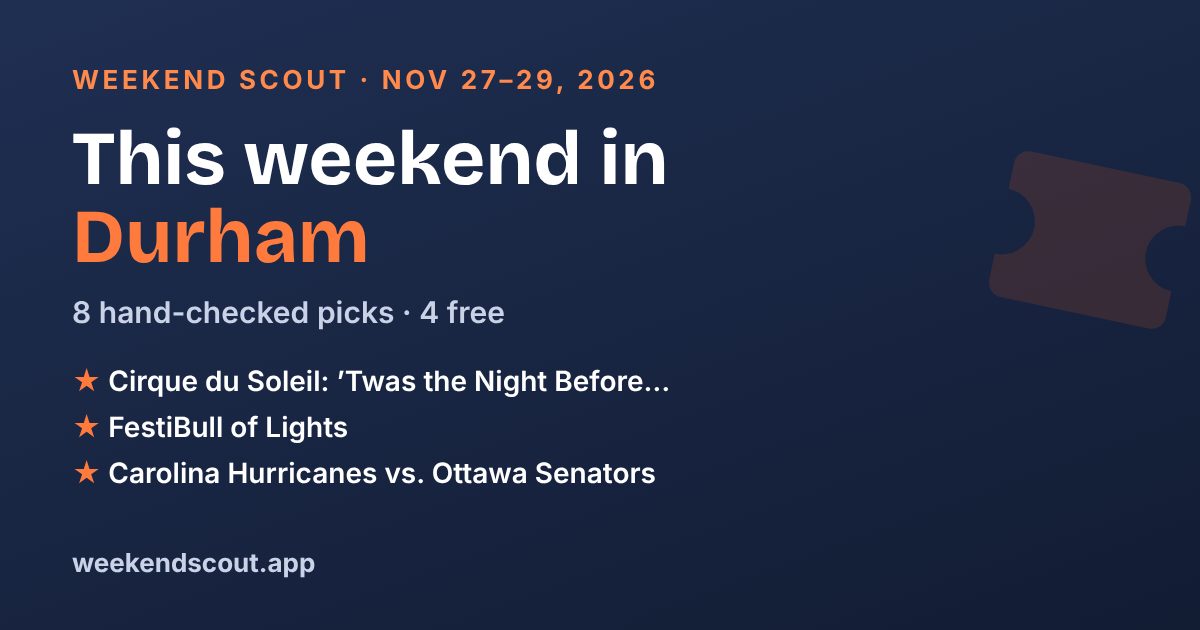 WEEKEND SCOUT · NOV 27–29, 2026
This weekend in
Durham
8 hand-checked picks · 4 free
★ Cirque du Soleil: ’Twas the Night Before…
★ FestiBull of Lights
★ Carolina Hurricanes vs. Ottawa Senators
weekendscout.app